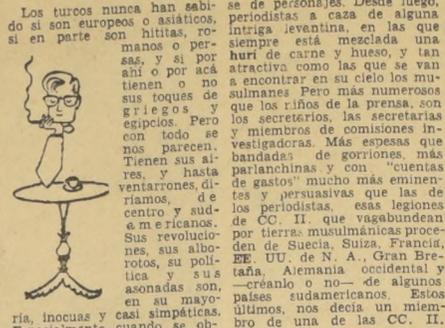 Los turcos nunca han sabi-
do si son europeos o asiáticos,
si en parte son hititas, ro-
manos o per-
sas, y si por
ahí o por acá
tienen o no
sus toques de
griegos y
egipcios. Pero
con todo se
nos parecen.
Tienen sus ai-
res, y hasta
ventarrones, di-
ríamos, de
centro y sud-
americanos.
Sus revolucio-
nes, sus albo-
rotos, su polí-
tica y sus
asonadas son,
en su mayo-
ría, inocuas y casi simpáticas.
cuando se ob-
se de personajes. Desde luego,
periodistas a caza de alguna
intriga levantina, en las que
siempre está mezclada una
hurí de carne y hueso, y tan
atractiva como las que se van
a encontrar en su cielo los mu-
sulmanes Pero más numerosos
que los riños de la prensa, son
los secretarios, las secretarias
y miembros de comisiones in-
vestigadoras. Más espesas que
bandadas de gorriones, más
parlanchinas y con "cuentas
de gastos" mucho más eminen-
tes y persuasivas que las de
los periodistas, esas legiones
de CC. II. que vagabundean
por tierras musulmánicas proce-
den de Suecia, Suiza, Francia,
EE. UU. de N. A., Gran Bre-
taña, Alemania occidental y
—créanlo o no— de algunos
países sudamericanos. Estos
últimos, nos decía un miem-
bro de una de las CC. II.